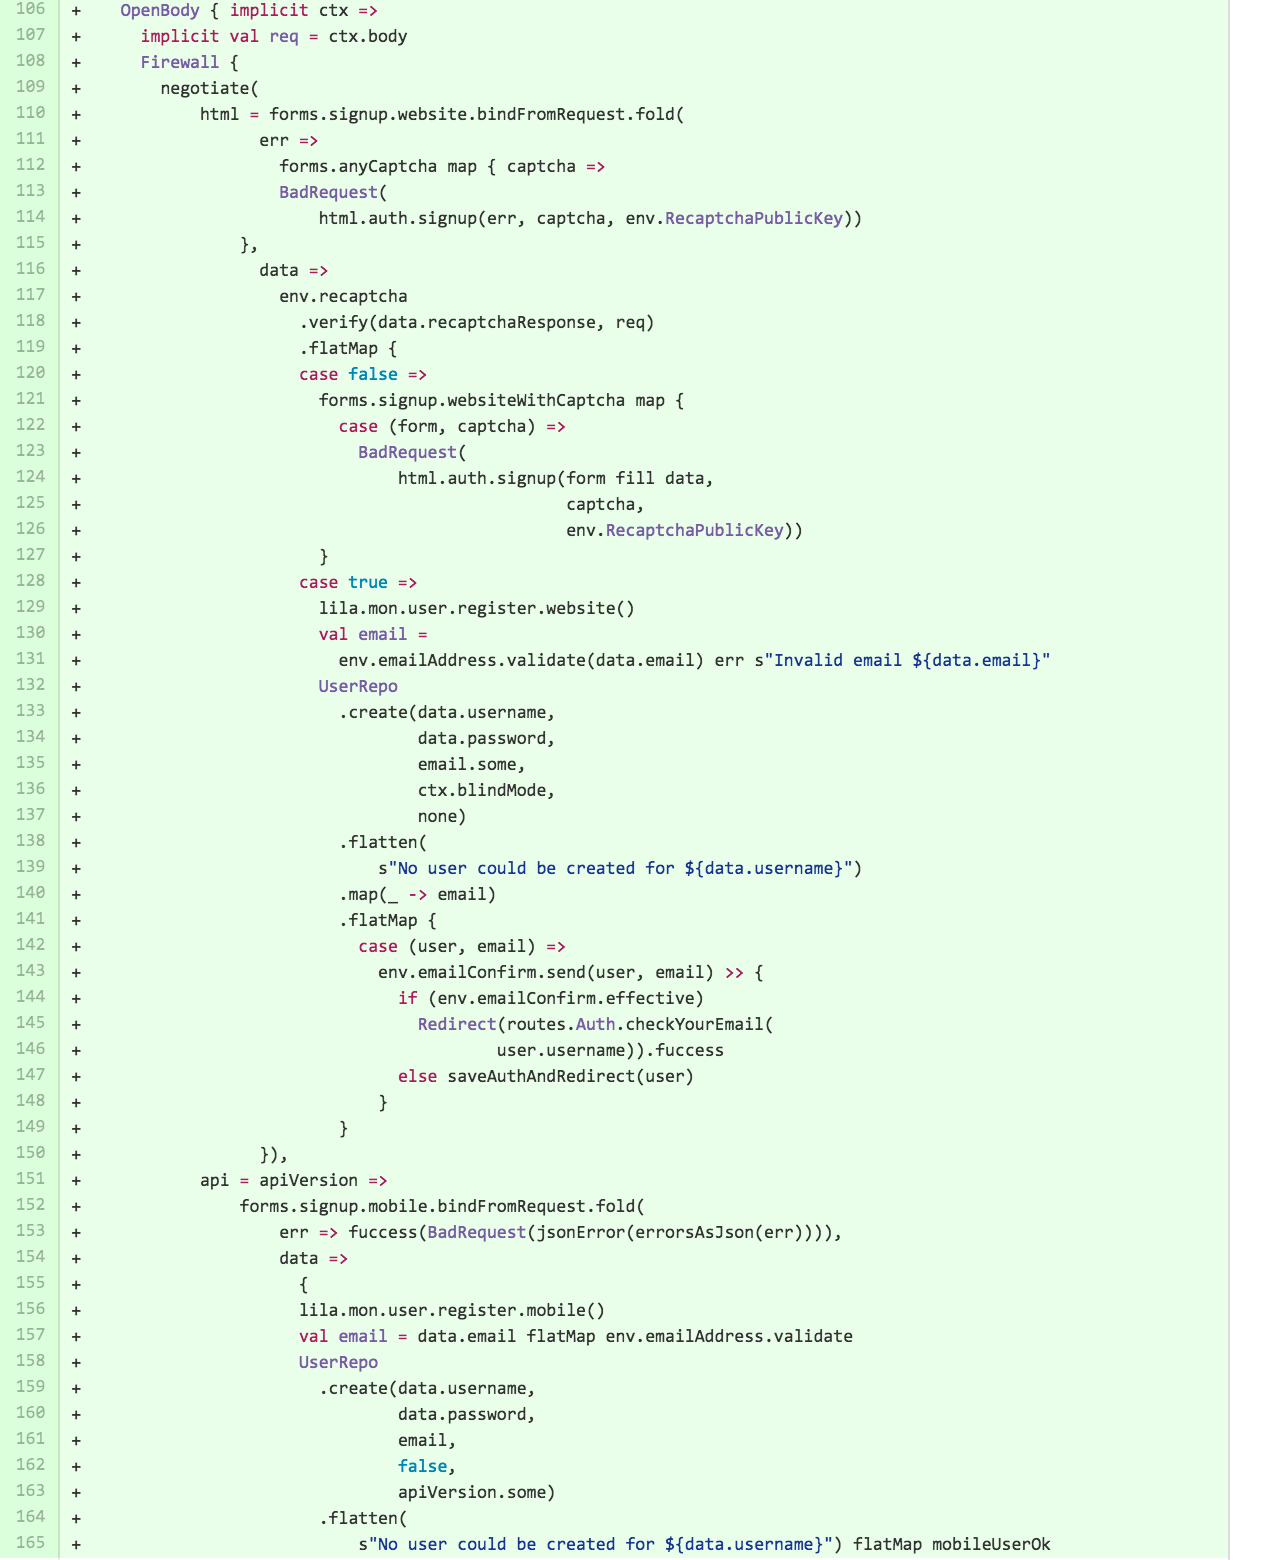 106 + OpenBody { implicit ctx =>
107 + implicit val req = ctx.body
108 + Firewall {
109 + negotiate(
110 + html = forms.signup.website.bindFromRequest.fold(
111 + err =>
112 + forms.anyCaptcha map { captcha =>
113 + BadRequest(
114 + html.auth.signup(err, captcha, env.RecaptchaPublicKey))
115 + },
116 + data =>
117 + env.recaptcha
118 + .verify(data.recaptchaResponse, req)
119 + .flatMap {
120 + case false =>
121 + forms.signup.websiteWithCaptcha map {
122 + case (form, captcha) =>
123 + BadRequest(
124 + html.auth.signup(form fill data,
125 + captcha,
126 + env.RecaptchaPublicKey))
127 + }
128 + case true =>
129 + lila.mon.user.register.website()
130 + val email =
131 + env.emailAddress.validate(data.email) err s"Invalid email ${data.email}"
132 + UserRepo
133 + .create(data.username,
134 + data.password,
135 + email.some,
136 + ctx.blindMode,
137 + none)
138 + .flatten(
139 + s"No user could be created for ${data.username}")
140 + .map(_ -> email)
141 + .flatMap {
142 + case (user, email) =>
143 + env.emailConfirm.send(user, email) >> {
144 + if (env.emailConfirm.effective)
145 + Redirect(routes.Auth.checkYourEmail(
146 + user.username)).fuccess
147 + else saveAuthAndRedirect(user)
148 + }
149 + }
150 + }),
151 + api = apiVersion =>
152 + forms.signup.mobile.bindFromRequest.fold(
153 + err => fuccess(BadRequest(jsonError(errorsAsJson(err)))),
154 + data =>
155 + {
156 + lila.mon.user.register.mobile()
157 + val email = data.email flatMap env.emailAddress.validate
158 + UserRepo
159 + .create(data.username,
160 + data.password,
161 + email,
162 + false,
163 + apiVersion.some)
164 + .flatten(
165 + s"No user could be created for ${data.username}") flatMap mobileUserOk